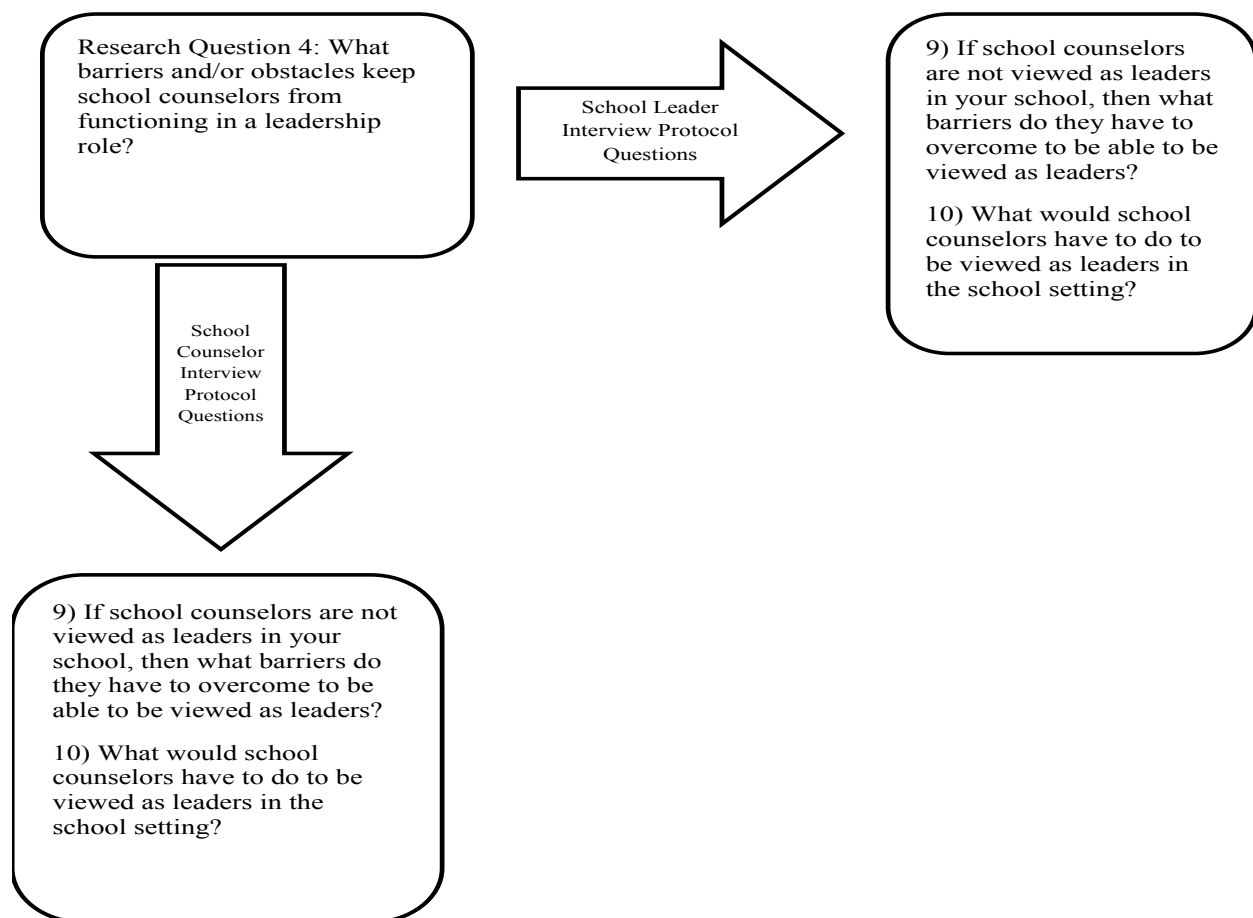 Research Question 4: What
barriers and/or obstacles keep
school counselors from
functioning in a leadership
role?
School Leader
Interview Protocol
Questions
9) If school counselors
are not viewed as leaders
in your school, then what
barriers do they have to
overcome to be able to be
viewed as leaders?
10) What would school
counselors have to do to
be viewed as leaders in
the school setting?
School
Counselor
Interview
Protocol
Questions
9) If school counselors are not
viewed as leaders in your
school, then what barriers do
they have to overcome to be
able to be viewed as leaders?
10) What would school
counselors have to do to be
viewed as leaders in the
school setting?